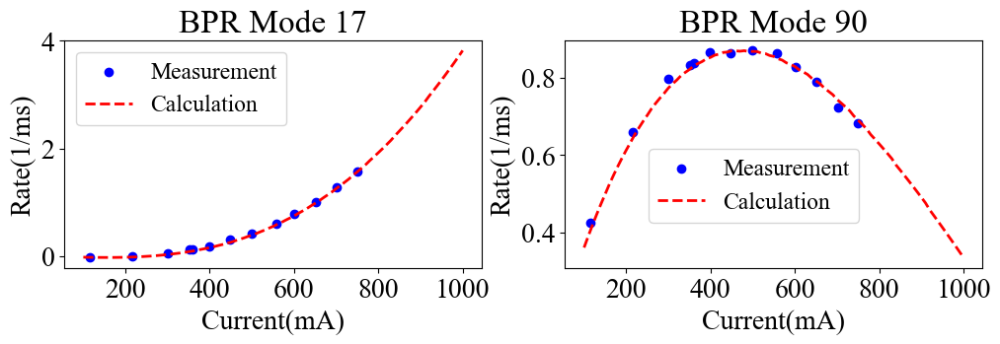 BPR Mode 17
Rate(1/ms)
4
2
0
Measurement
Calculation
200 400 600 800 1000
Current(mA)
BPR Mode 90
Rate(1/ms)
0.8
0.6
0.4
Measurement
Calculation
200 400 600 800 1000
Current(mA)